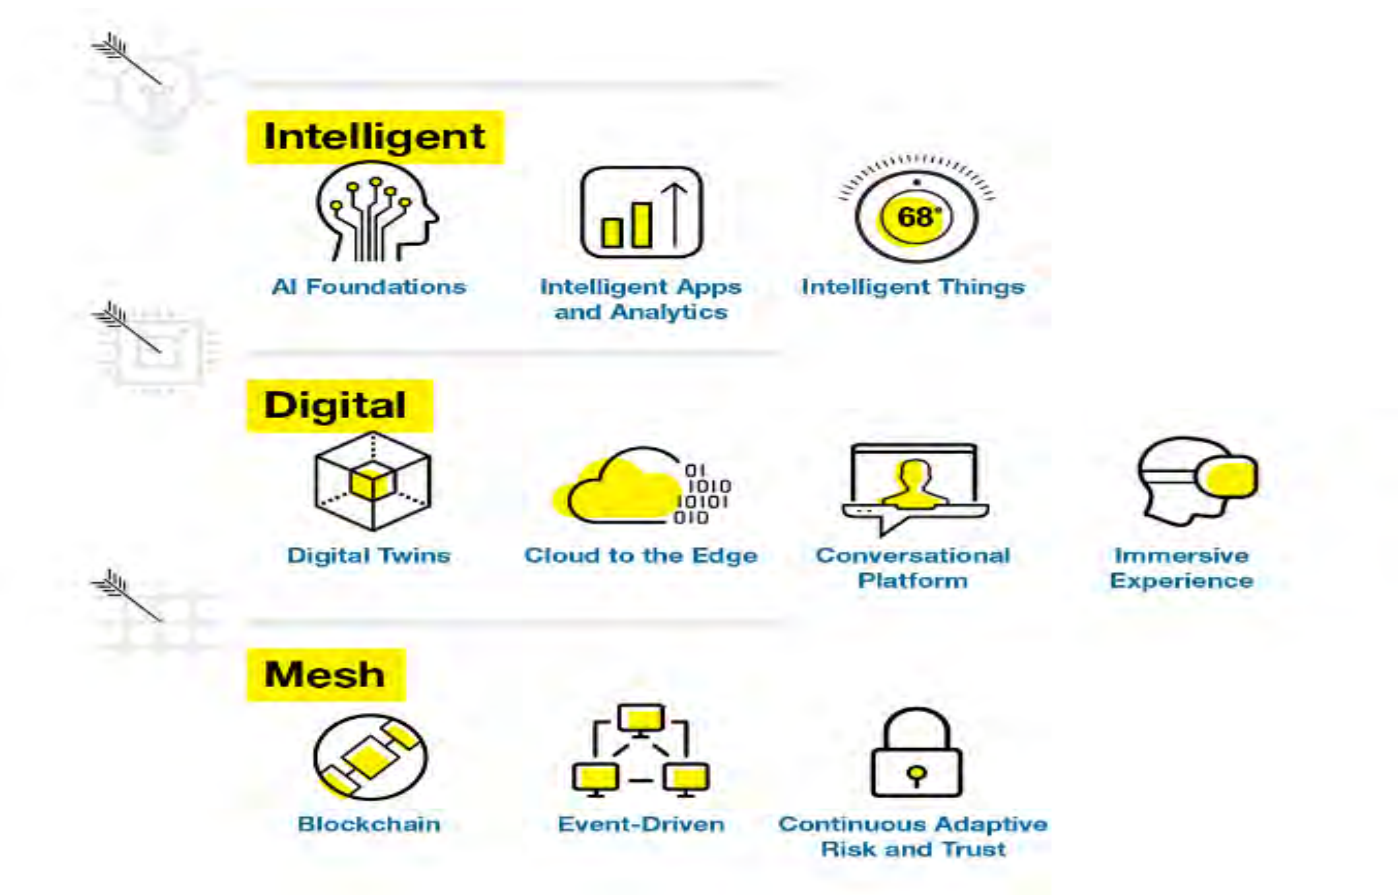 Intelligent
68°
AI Foundations
Intelligent Apps
and Analytics
Intelligent Things
Digital
01
1010
10101
010
Digital Twins
Cloud to the Edge
Conversational
Platform
Immersive
Experience
Mesh
Blockchain
Event-Driven
Continuous Adaptive
Risk and Trust